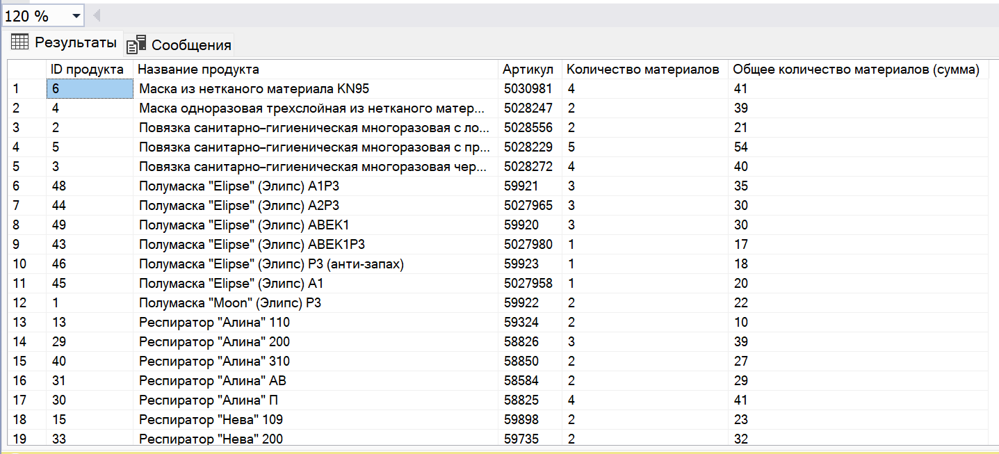 120 %
Результаты Сообщения
ID продукта Название продукта Артикул Количество материалов Общее количество материалов (сумма)
1 6 Маска из нетканого материала KN95 5030981 4 41
2 4 Маска одноразовая трехслойная из нетканого матер... 5028247 2 39
3 2 Повязка санитарно–гигиеническая многоразовая с ло... 5028556 2 21
4 5 Повязка санитарно–гигиеническая многоразовая с пр... 5028229 5 54
5 3 Повязка санитарно–гигиеническая многоразовая чер... 5028272 4 40
6 48 Полумаска "Elipse" (Элипс) A1P3 59921 3 35
7 44 Полумаска "Elipse" (Элипс) A2P3 5027965 3 30
8 49 Полумаска "Elipse" (Элипс) ABEK1 59920 3 30
9 43 Полумаска "Elipse" (Элипс) ABEK1P3 5027980 1 17
10 46 Полумаска "Elipse" (Элипс) P3 (анти-запах) 59923 1 18
11 45 Полумаска "Elipse" (Элипс) А1 5027958 1 20
12 1 Полумаска "Moon" (Элипс) P3 59922 2 22
13 13 Респиратор "Алина" 110 59324 2 10
14 29 Респиратор "Алина" 200 58826 3 39
15 40 Респиратор "Алина" 310 58850 2 27
16 31 Респиратор "Алина" АВ 58584 2 29
17 30 Респиратор "Алина" П 58825 4 41
18 15 Респиратор "Нева" 109 59898 2 23
19 33 Респиратор "Нева" 200 59735 2 32